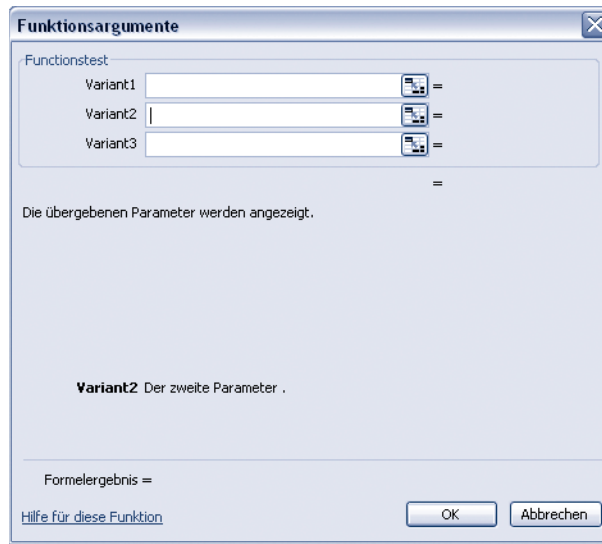 Funktionsargumente
Functionstest
Variant1 =
Variant2 =
Variant3 =
=
Die übergebenen Parameter werden angezeigt.
Variant2 Der zweite Parameter .
Formelergebnis =
Hilfe für diese Funktion
OK
Abbrechen